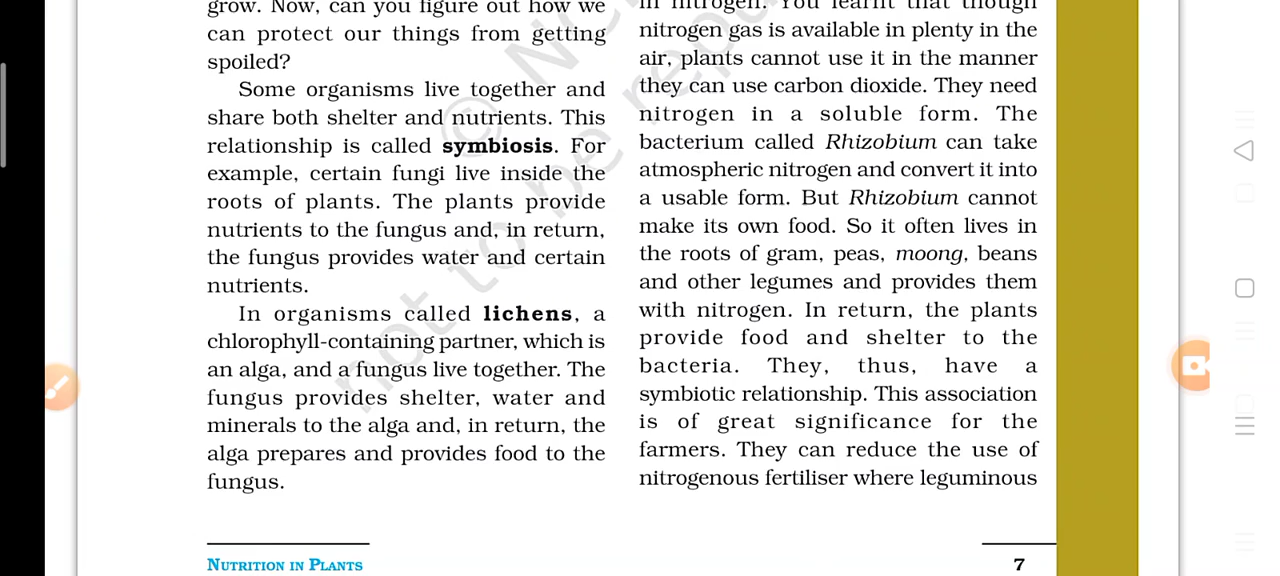 grow. Now, can you figure out how we
can protect our things from getting
spoiled?
Some organisms live together and
share both shelter and nutrients. This
relationship is called symbiosis. For
example, certain fungi live inside the
roots of plants. The plants provide
nutrients to the fungus and, in return,
the fungus provides water and certain
nutrients.
In organisms called lichens, a
chlorophyll-containing partner, which is
an alga, and a fungus live together. The
fungus provides shelter, water and
minerals to the alga and, in return, the
alga prepares and provides food to the
fungus.
in nitrogen. You learnt that though
nitrogen gas is available in plenty in the
air, plants cannot use it in the manner
they can use carbon dioxide. They need
nitrogen in a soluble form. The
bacterium called Rhizobium can take
atmospheric nitrogen and convert it into
a usable form. But Rhizobium cannot
make its own food. So it often lives in
the roots of gram, peas, moong, beans
and other legumes and provides them
with nitrogen. In return, the plants
provide food and shelter to the
bacteria. They, thus, have a
symbiotic relationship. This association
is of great significance for the
farmers. They can reduce the use of
nitrogenous fertiliser where leguminous
NUTRITION IN PLANTS
7
not to be
©